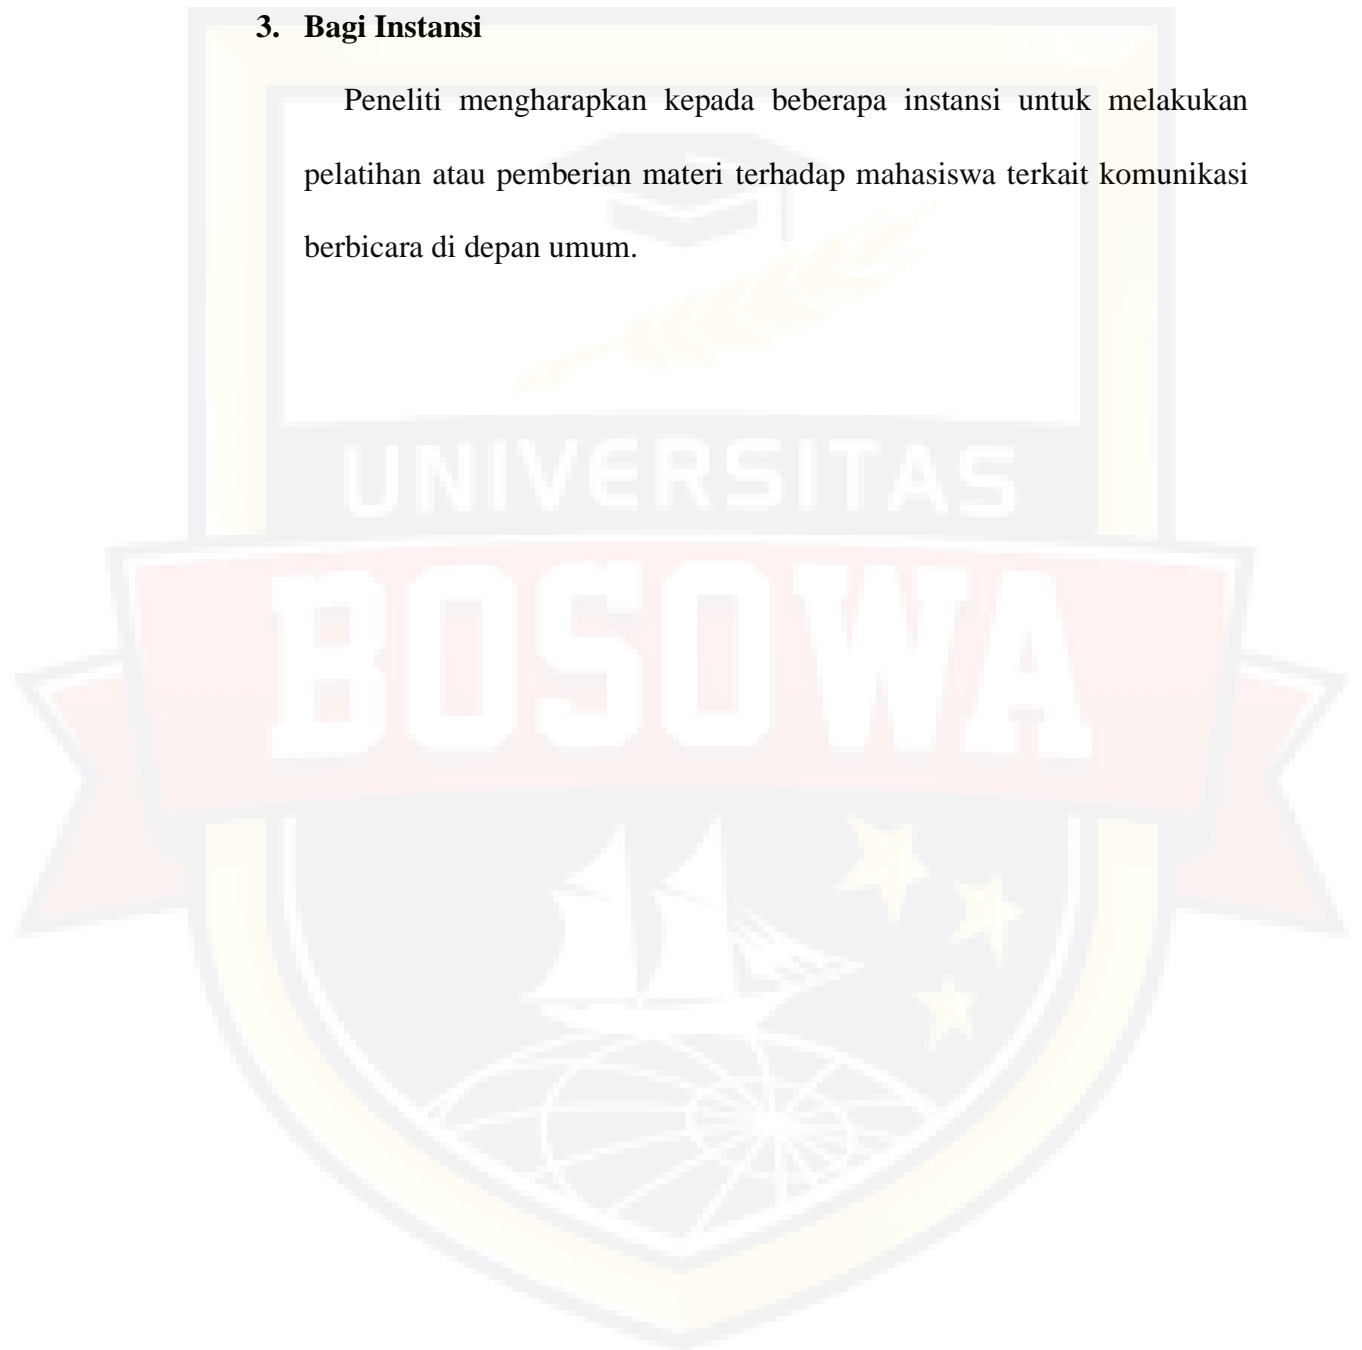 3. Bagi Instansi
Peneliti mengharapkan kepada beberapa instansi untuk melakukan
pelatihan atau pemberian materi terhadap mahasiswa terkait komunikasi
berbicara di depan umum.
UNIVERSITAS
BOSOWA